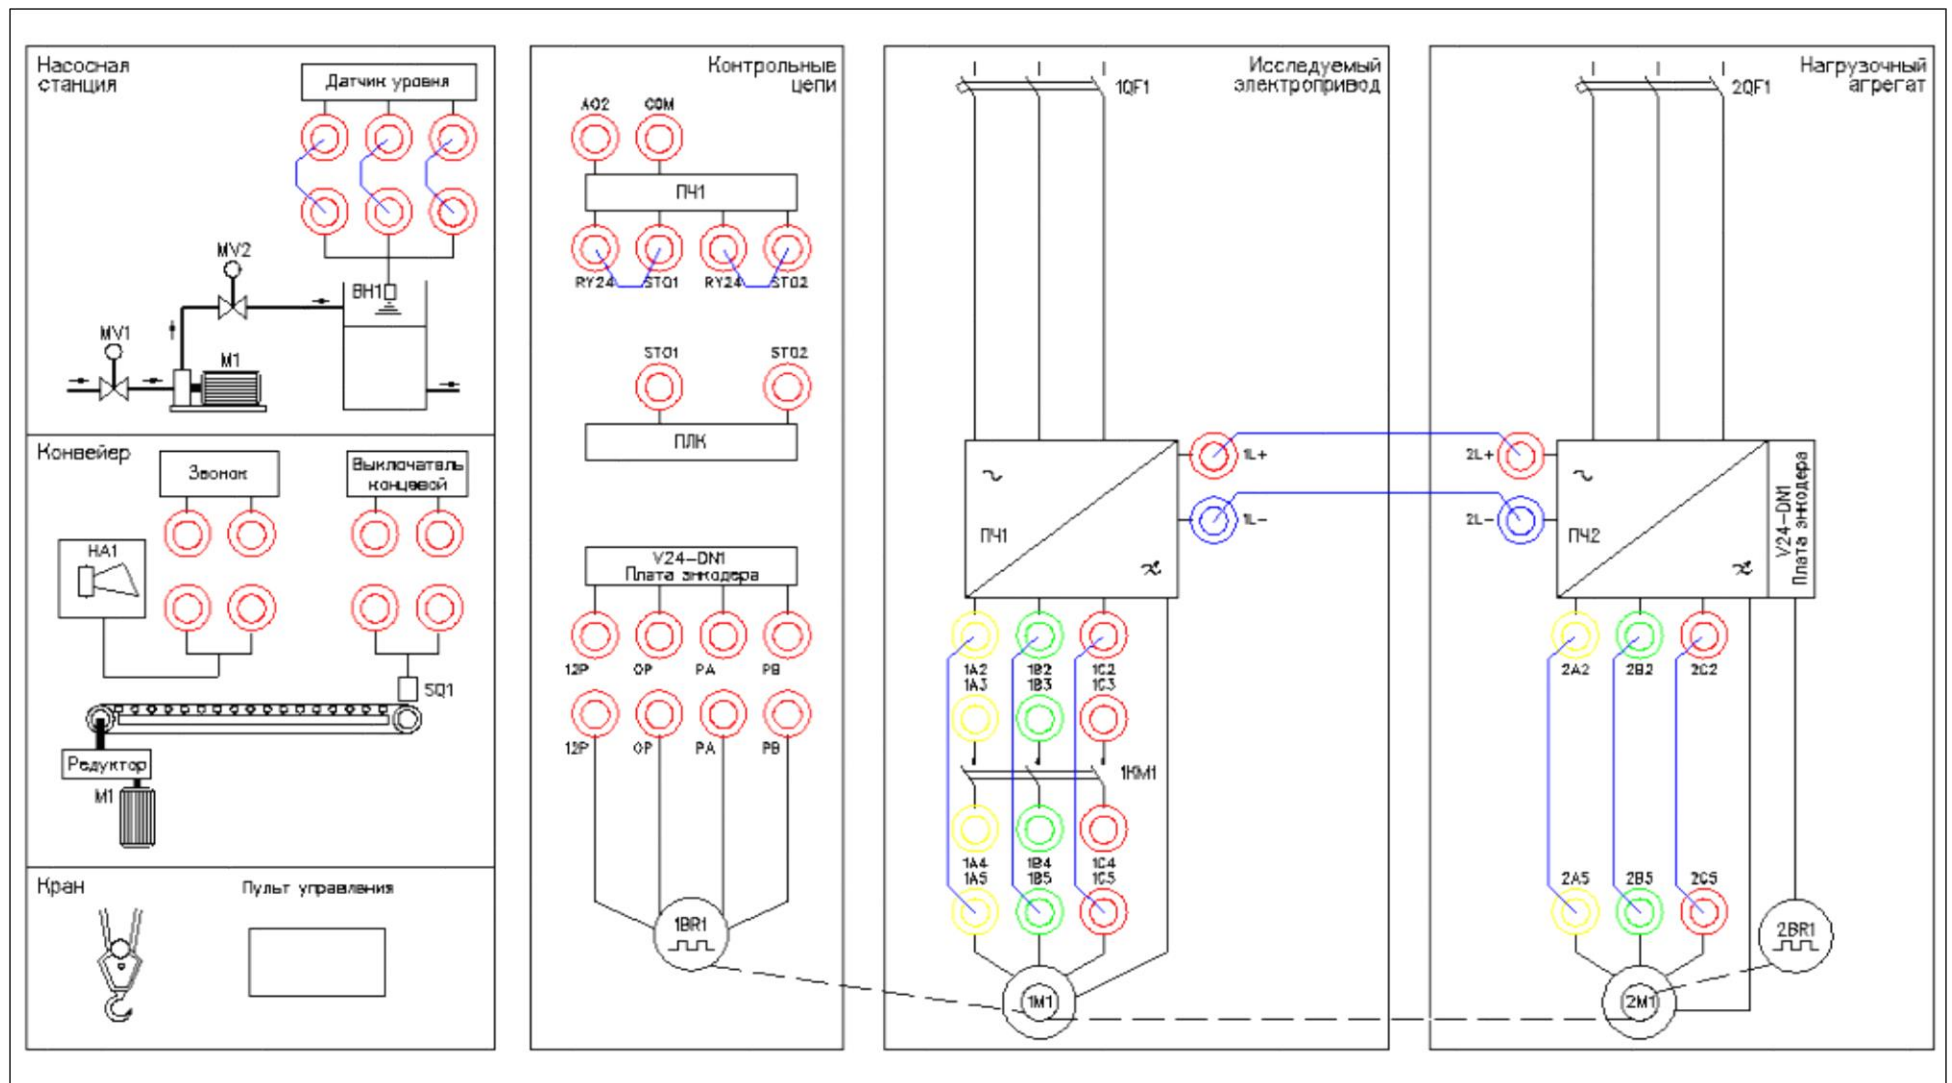 Насосная
станция
Датчик уровня
MV2
BH1
MV1
M1
Конвейер
Звонок
Выключатель
концевой
HA1
SQ1
Редуктор
M1
Кран
Пульт управления
Контрольные
цепи
AO2 COM
ПЧ1
RY24 STO1 RY24 STO2
STO1 STO2
ПЛК
V24-DN1
Плата энкодера
12P OP PA PB
12P OP PA PB
1BR1
Исследуемый
электропривод
1QF1
ПЧ1
1L+
1L-
1A2 1B2 1C2
1A3 1B3 1C3
1KM1
1A4 1B4 1C4
1A5 1B5 1C5
1M1
Нагрузочный
агрегат
2QF1
2L+
2L-
ПЧ2
V24-DN1
Плата энкодера
2A2 2B2 2C2
2A5 2B5 2C5
2BR1
2M1